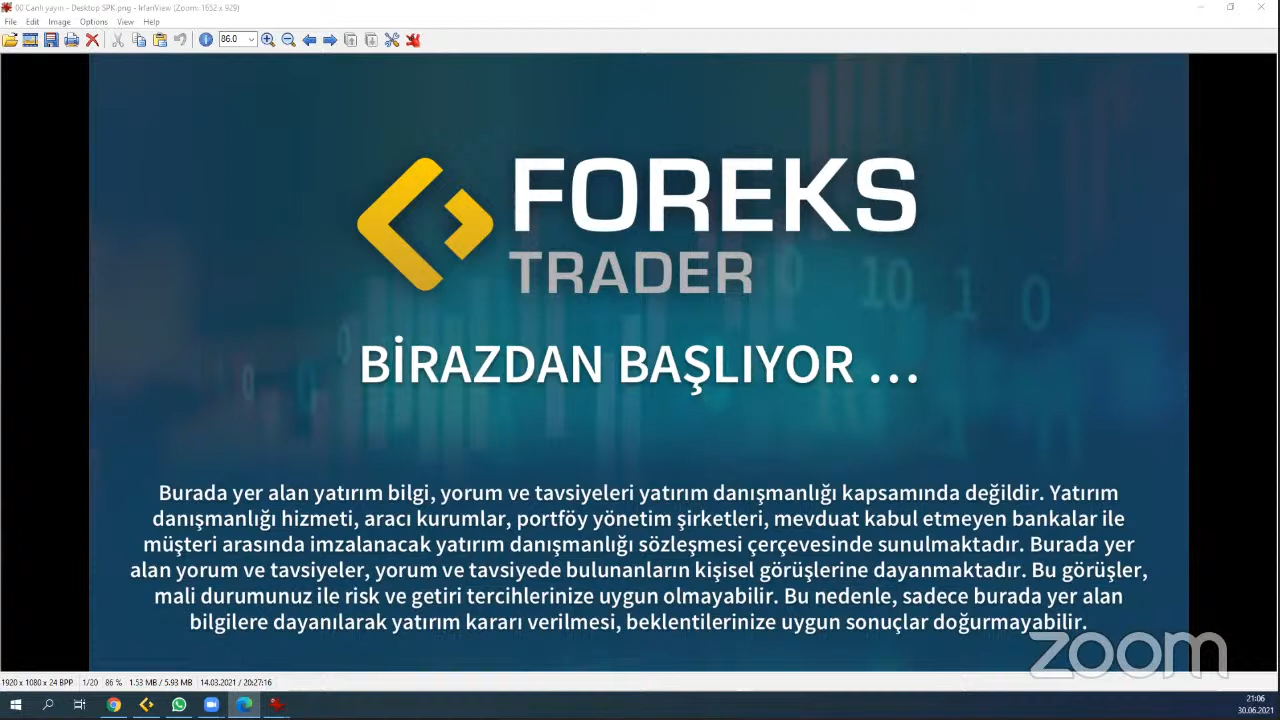 00 Canlı yayın - Desktop SPK.png - IrfanView (Zoom: 1652 x 929)
File Edit Image Options View Help
86.0
FOREKS
TRADER
10 1 0
0
0
BİRAZDAN BAŞLIYOR ...
Burada yer alan yatırım bilgi, yorum ve tavsiyeleri yatırım danışmanlığı kapsamında değildir. Yatırım
danışmanlığı hizmeti, aracı kurumlar, portföy yönetim şirketleri, mevduat kabul etmeyen bankalar ile
müşteri arasında imzalanacak yatırım danışmanlığı sözleşmesi çerçevesinde sunulmaktadır. Burada yer
alan yorum ve tavsiyeler, yorum ve tavsiyede bulunanların kişisel görüşlerine dayanmaktadır. Bu görüşler,
mali durumunuz ile risk ve getiri tercihlerinize uygun olmayabilir. Bu nedenle, sadece burada yer alan
bilgilere dayanılarak yatırım kararı verilmesi, beklentilerinize uygun sonuçlar doğurmayabilir.
zoom
1920 x 1080 x 24 BPP 1/20 86 % 1.53 MB / 5.93 MB 14.03.2021 / 20:27:16
21:06
30.06.2021